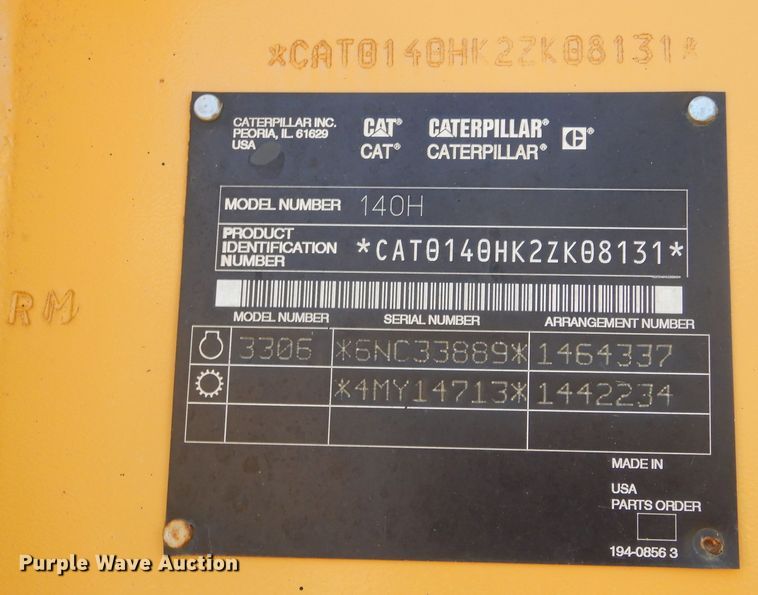 *CAT0140HK2ZK08131*
CATERPILLAR INC.
PEORIA, IL. 61629
USA
CAT® CATERPILLAR® C®
CAT® CATERPILLAR®
MODEL NUMBER 140H
PRODUCT
IDENTIFICATION
NUMBER *CAT0140HK2ZK08131*
MODEL NUMBER SERIAL NUMBER ARRANGEMENT NUMBER
3306 *6NC33889* 1464337
*4MY14713* 1442234
RM
MADE IN
USA
PARTS ORDER
194-0856 3
Purple Wave Auction